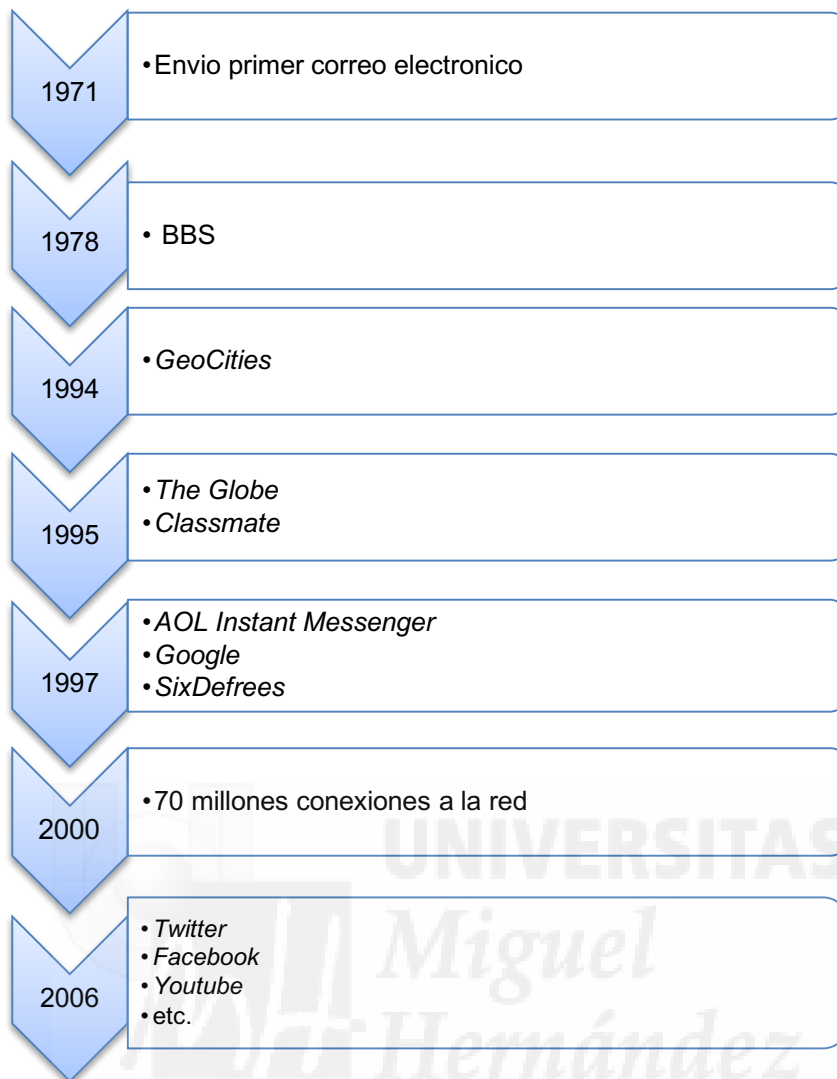 1971
•Envio primer correo electronico
1978
• BBS
1994
•GeoCities
1995
•The Globe
•Classmate
1997
•AOL Instant Messenger
•Google
•SixDefrees
2000
•70 millones conexiones a la red
UNIVERSITAS
Miguel
Hernández
2006
•Twitter
•Facebook
•Youtube
•etc.